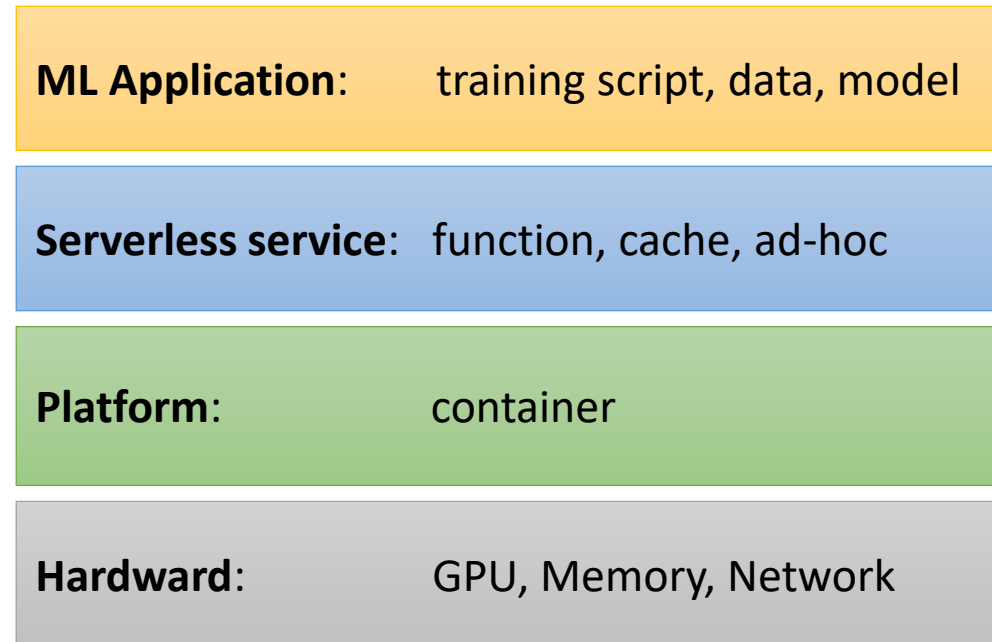 ML Application: training script, data, model
Serverless service: function, cache, ad-hoc
Platform: container
Hardward: GPU, Memory, Network